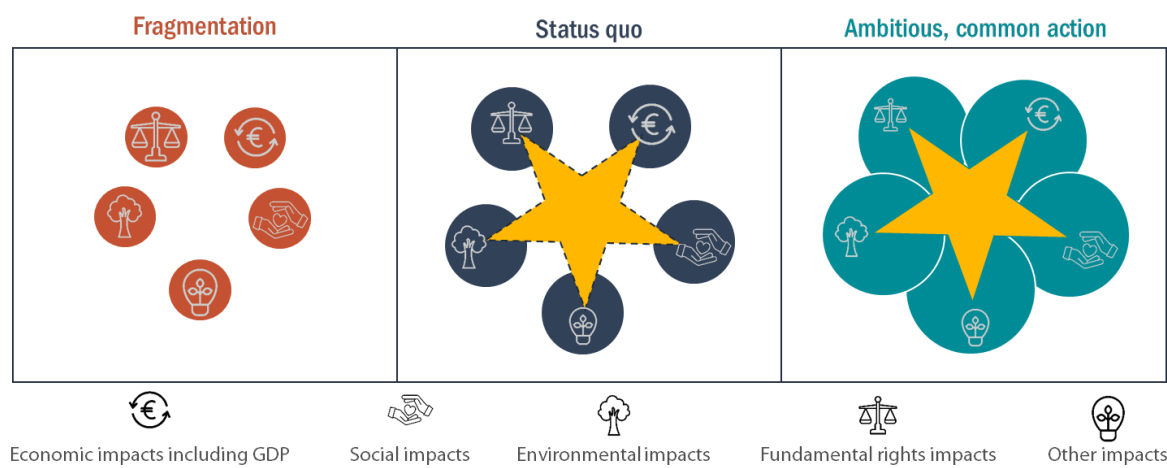 Fragmentation
Status quo
Ambitious, common action
€
€
€
€
Economic impacts including GDP
Social impacts
Environmental impacts
Fundamental rights impacts
Other impacts